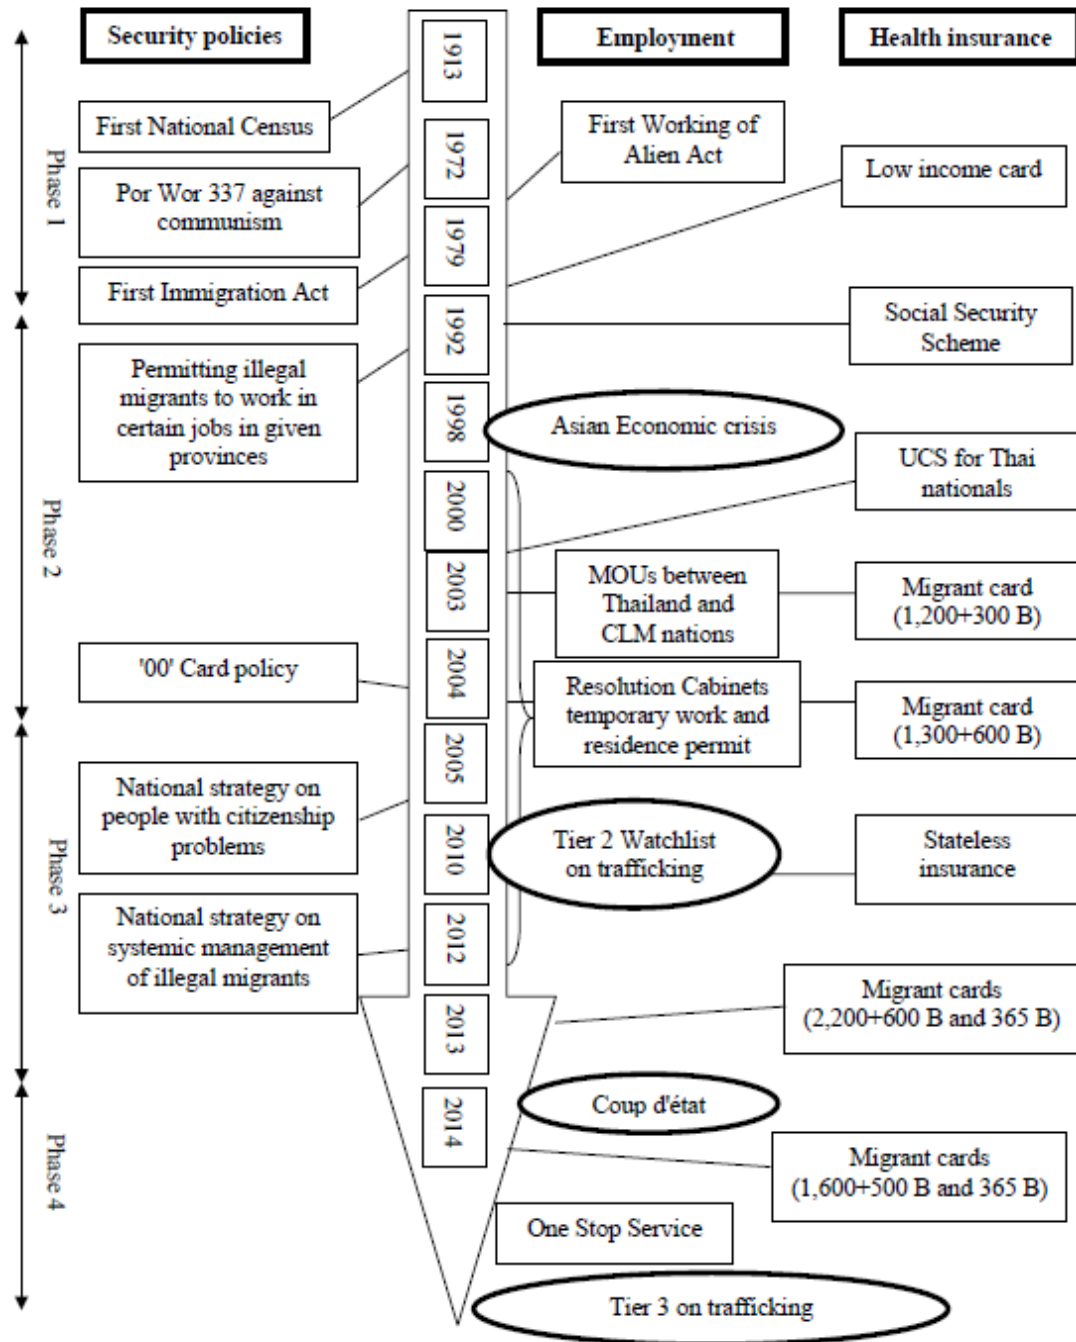 Security policies
Employment
Health insurance
1913
First National Census
First Working of
Alien Act
1972
Low income card
Por Wor 337 against
communism
Phase 1
1979
First Immigration Act
Social Security
Scheme
1992
Permitting illegal
migrants to work in
certain jobs in given
provinces
1998
Asian Economic crisis
UCS for Thai
nationals
2000
Phase 2
MOUs between
Thailand and
CLM nations
2003
Migrant card
(1,200+300 B)
'00' Card policy
2004
Resolution Cabinets
temporary work and
residence permit
Migrant card
(1,300+600 B)
2005
National strategy on
people with citizenship
problems
2010
Tier 2 Watchlist
on trafficking
Stateless
insurance
Phase 3
National strategy on
systemic management
of illegal migrants
2012
Migrant cards
(2,200+600 B and 365 B)
2013
Coup d'état
2014
Phase 4
Migrant cards
(1,600+500 B and 365 B)
One Stop Service
Tier 3 on trafficking